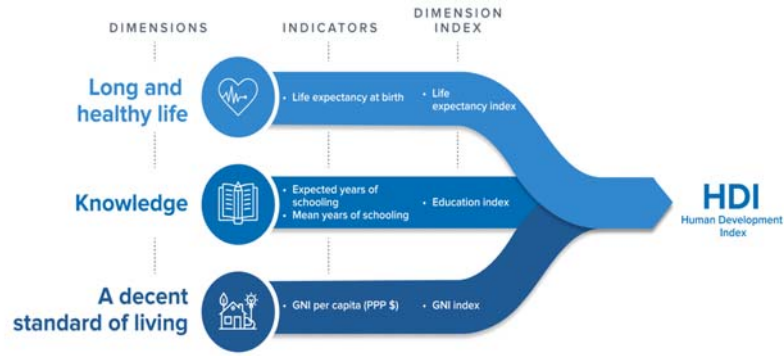 DIMENSIONS
INDICATORS
DIMENSION
INDEX
Long and
healthy life
• Life expectancy at birth
• Life
expectancy index
Knowledge
• Expected years of
schooling
• Mean years of schooling
• Education index
HDI
Human Development
Index
A decent
standard of living
• GNI per capita (PPP $)
• GNI index